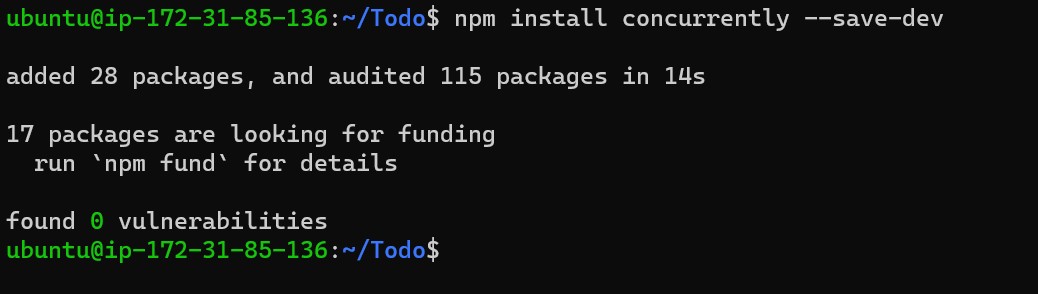 ubuntu@ip-172-31-85-136:~/Todo$ npm install concurrently --save-dev
added 28 packages, and audited 115 packages in 14s
17 packages are looking for funding
  run `npm fund` for details
found 0 vulnerabilities
ubuntu@ip-172-31-85-136:~/Todo$